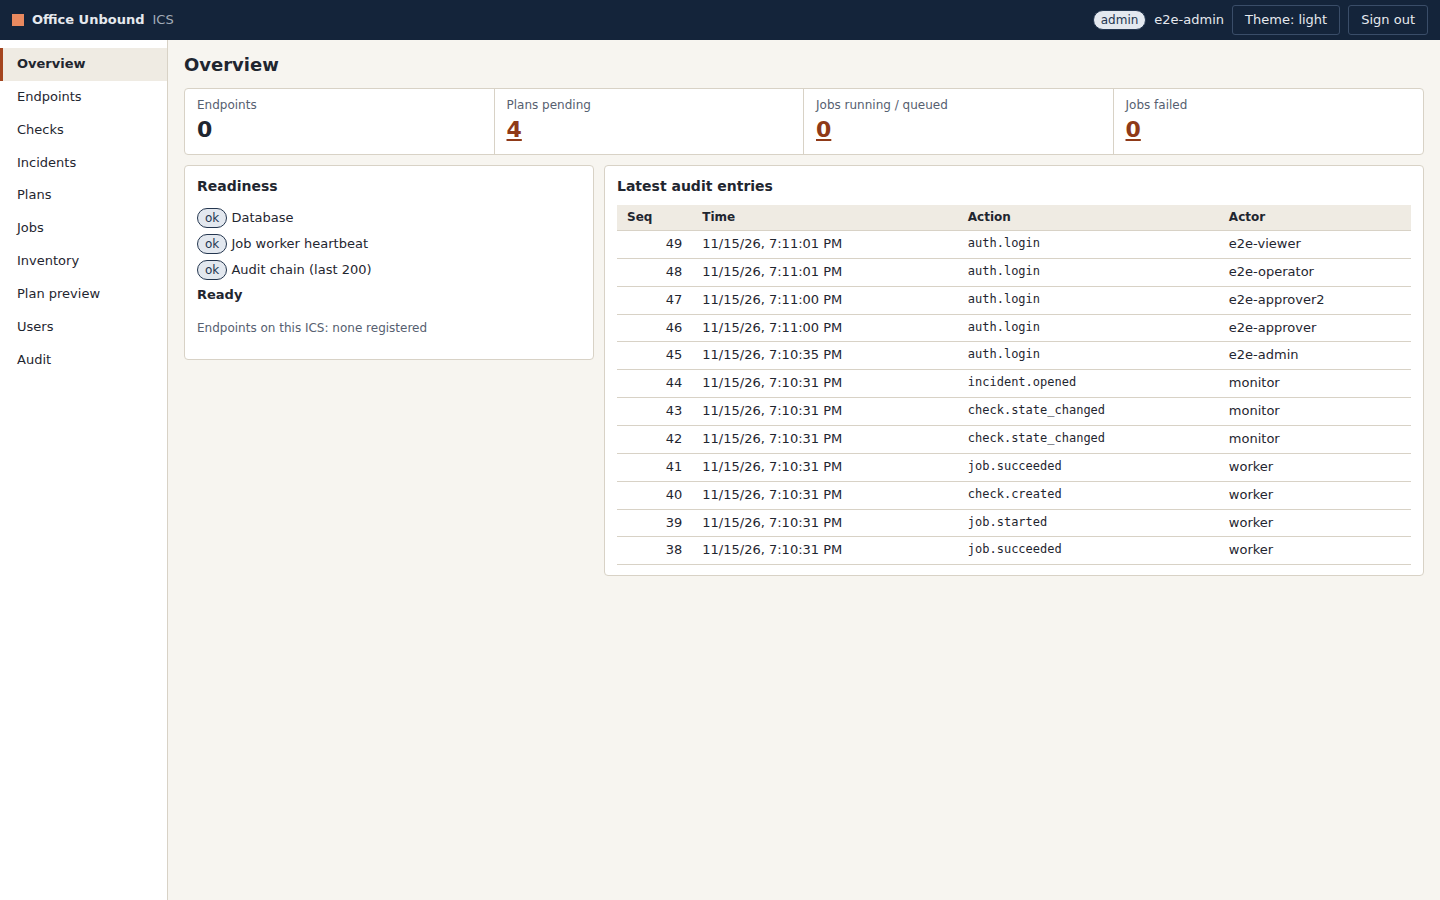 Office Unbound ICS
admin e2e-admin Theme: light Sign out
Overview
Endpoints
Checks
Incidents
Plans
Jobs
Inventory
Plan preview
Users
Audit
Overview
Endpoints
0
Plans pending
4
Jobs running / queued
0
Jobs failed
0
Readiness
ok Database
ok Job worker heartbeat
ok Audit chain (last 200)
Ready
Endpoints on this ICS: none registered
Latest audit entries
Seq Time Action Actor
49 11/15/26, 7:11:01 PM auth.login e2e-viewer
48 11/15/26, 7:11:01 PM auth.login e2e-operator
47 11/15/26, 7:11:00 PM auth.login e2e-approver2
46 11/15/26, 7:11:00 PM auth.login e2e-approver
45 11/15/26, 7:10:35 PM auth.login e2e-admin
44 11/15/26, 7:10:31 PM incident.opened monitor
43 11/15/26, 7:10:31 PM check.state_changed monitor
42 11/15/26, 7:10:31 PM check.state_changed monitor
41 11/15/26, 7:10:31 PM job.succeeded worker
40 11/15/26, 7:10:31 PM check.created worker
39 11/15/26, 7:10:31 PM job.started worker
38 11/15/26, 7:10:31 PM job.succeeded worker